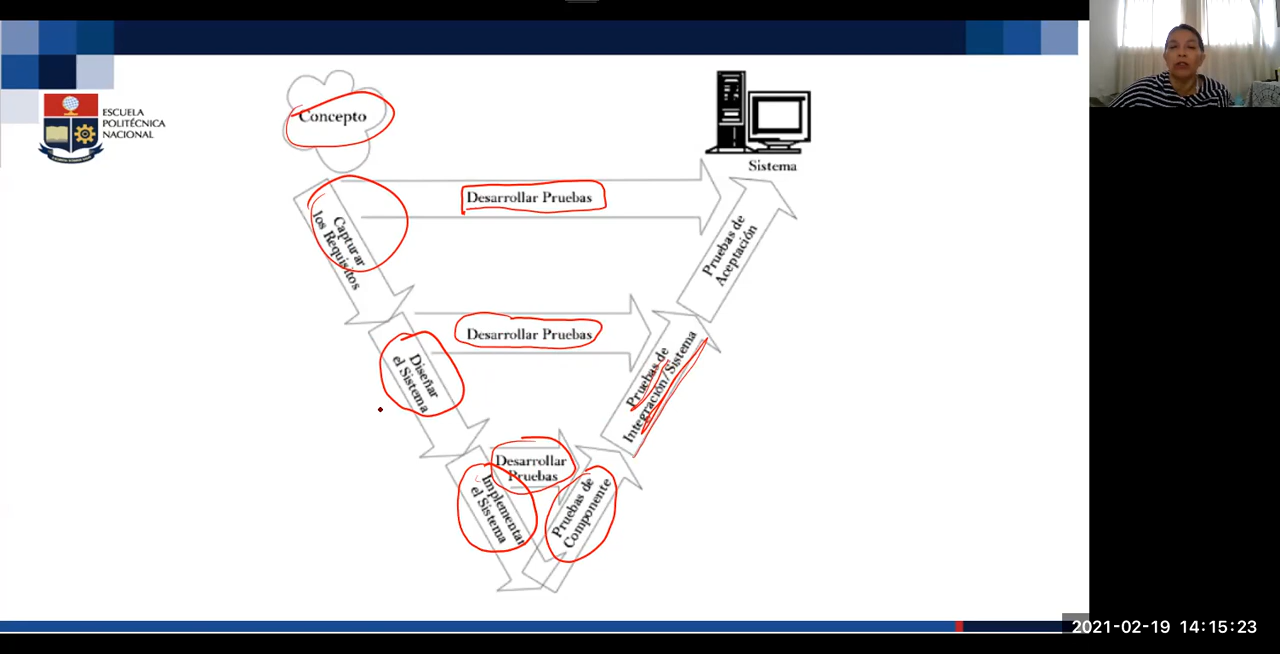 ESCUELA
POLITÉCNICA
NACIONAL
Concepto
Sistema
Desarrollar Pruebas
Capturar
los Requisitos
Pruebas de
Aceptación
Desarrollar Pruebas
Diseñar
el Sistema
Pruebas de
Integración/Sistema
Desarrollar
Pruebas
Implementar
el Sistema
Pruebas de
Componente
2021-02-19 14:15:23